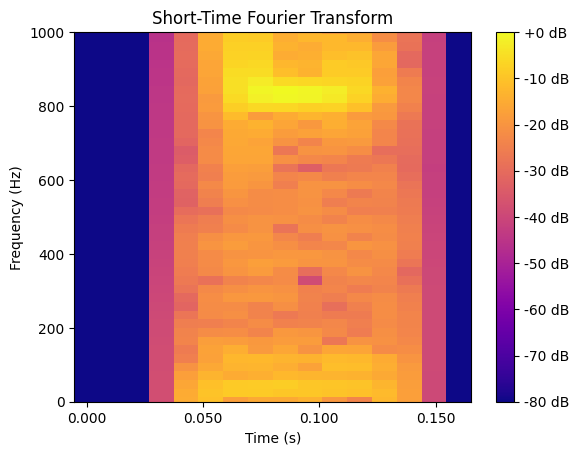 Short-Time Fourier Transform
1000
800
600
400
200
0
Frequency (Hz)
0.000
0.050
0.100
0.150
Time (s)
+0 dB
-10 dB
-20 dB
-30 dB
-40 dB
-50 dB
-60 dB
-70 dB
-80 dB